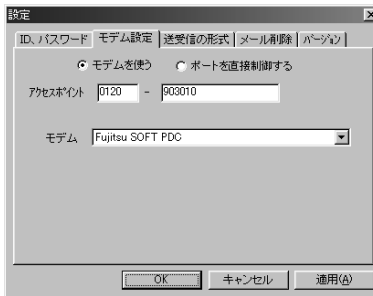 設定
ID、パスワード モデム設定 送受信の形式 メール削除 バージョン
モデムを使う ポートを直接制御する
アクセスポイント 0120 - 903010
モデム Fujitsu SOFT PDC
OK キャンセル 適用(A)